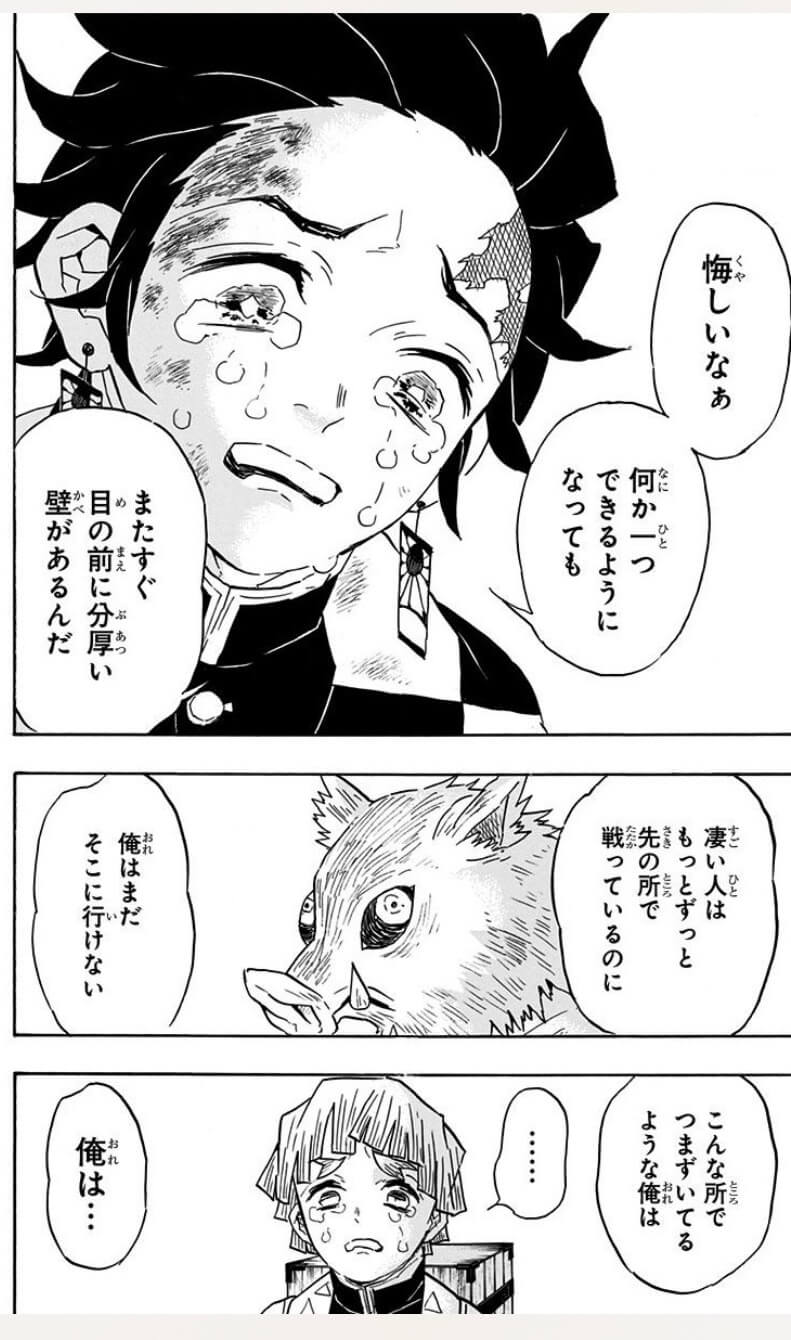 悔しいなぁ
何か一つ
できるように
なっても
またすぐ
目の前に分厚い
壁があるんだ
凄い人は
もっとずっと
先の所で
戦っているのに
俺はまだ
そこに行けない
こんな所で
つまずいてる
ような俺は
……
俺は…